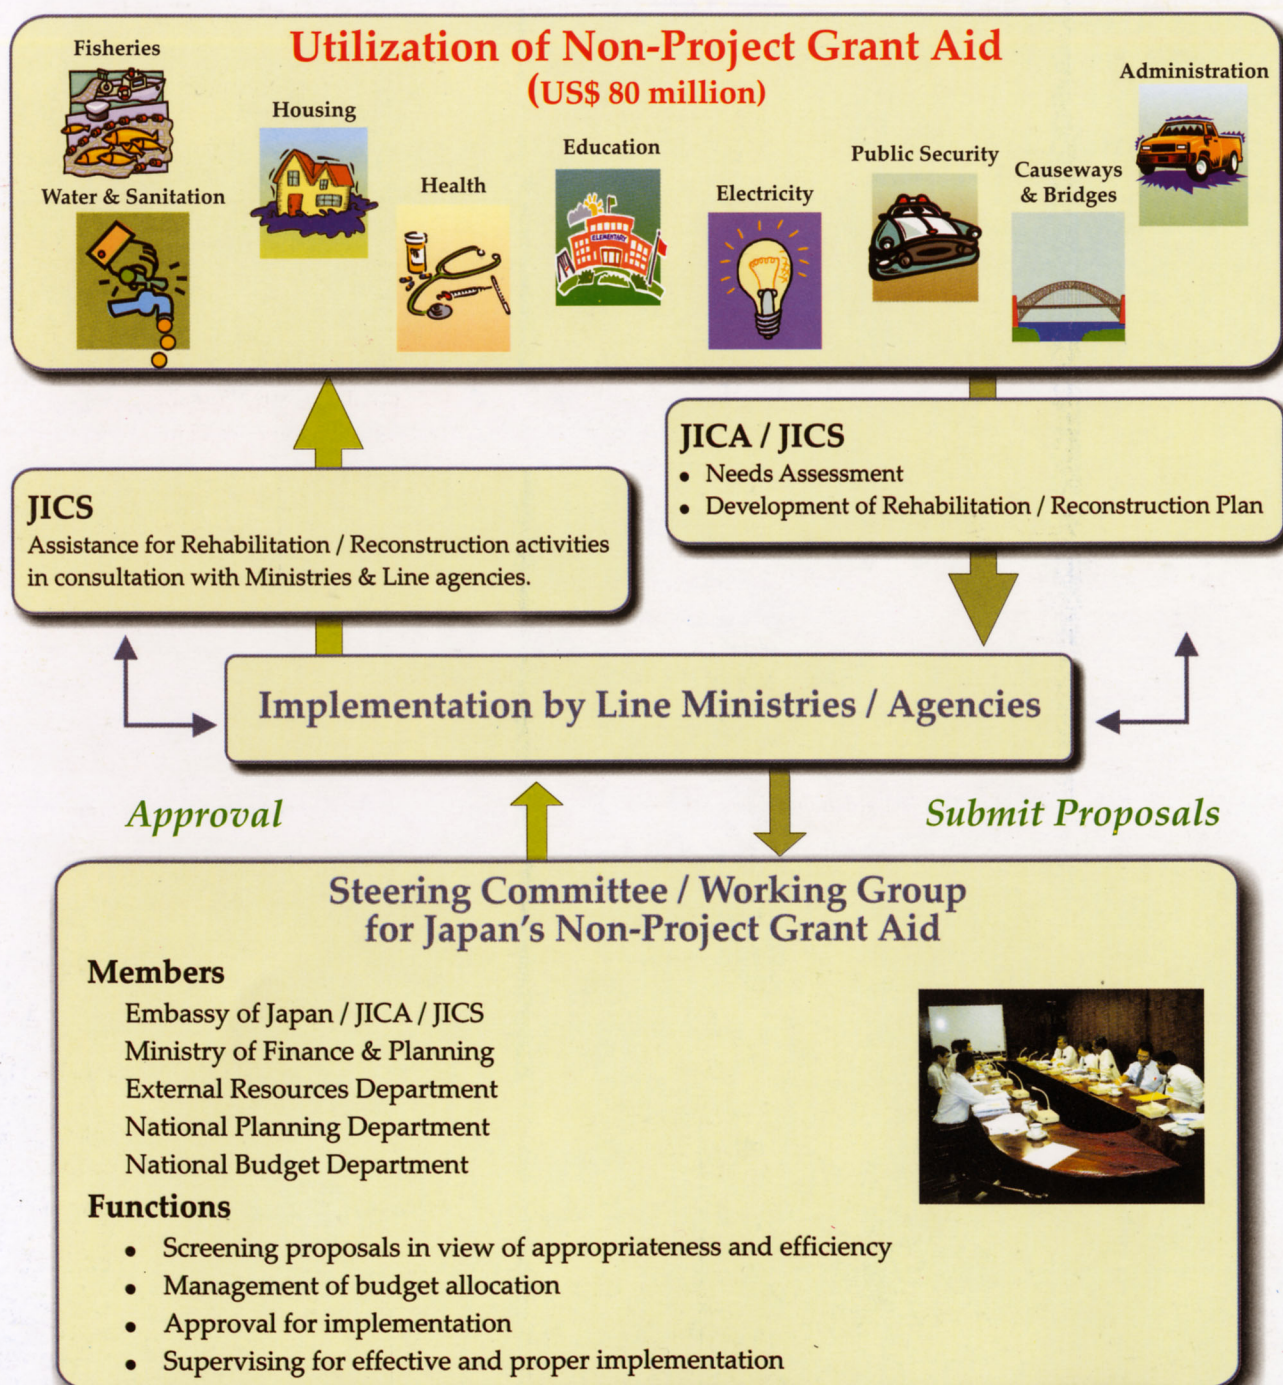 Utilization of Non-Project Grant Aid
(US$ 80 million)
Fisheries
Water & Sanitation
Housing
Health
Education
ELEMENTARY
Electricity
Public Security
Causeways
& Bridges
Administration
JICS
Assistance for Rehabilitation / Reconstruction activities
in consultation with Ministries & Line agencies.
JICA / JICS
• Needs Assessment
• Development of Rehabilitation / Reconstruction Plan
Implementation by Line Ministries / Agencies
Approval
Submit Proposals
Steering Committee / Working Group
for Japan's Non-Project Grant Aid
Members
Embassy of Japan / JICA / JICS
Ministry of Finance & Planning
External Resources Department
National Planning Department
National Budget Department
Functions
• Screening proposals in view of appropriateness and efficiency
• Management of budget allocation
• Approval for implementation
• Supervising for effective and proper implementation